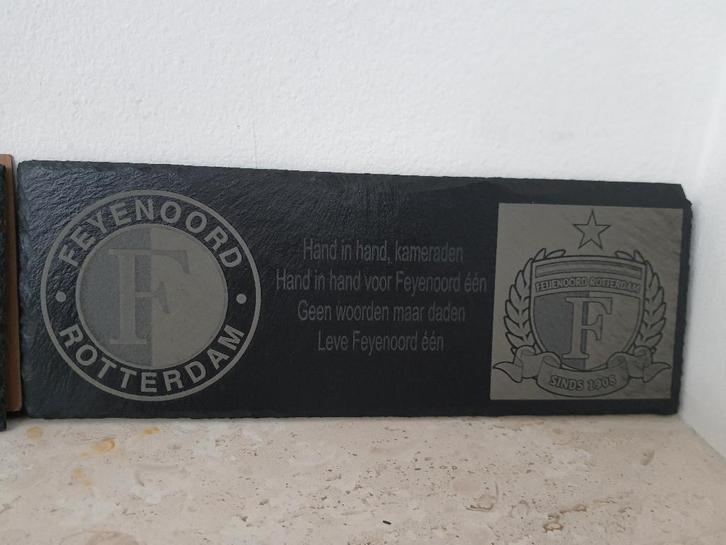 FEYENOORD
F
ROTTERDAM
Hand in hand, kameraden
Hand in hand voor Feyenoord één
Geen woorden maar daden
Leve Feyenoord één
FEIJENOORD ROTTERDAM
F
SINDS 1908